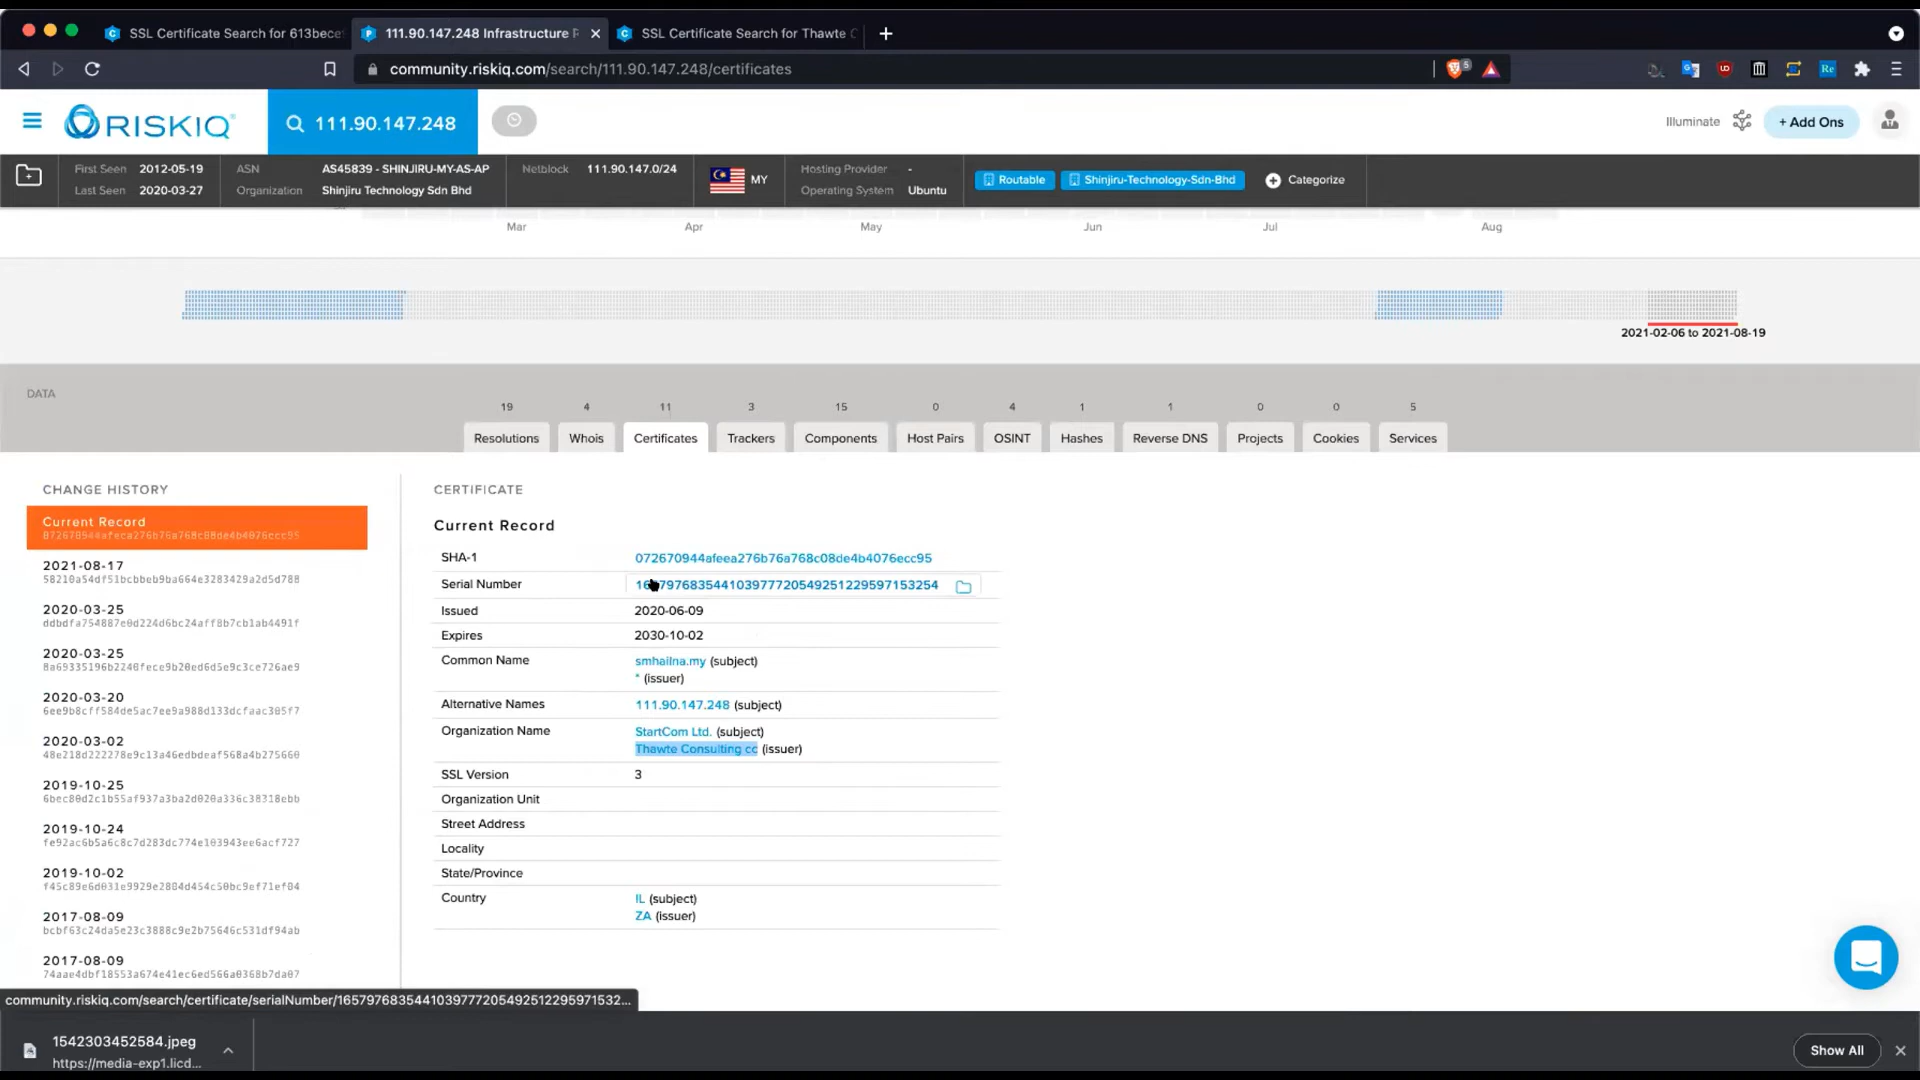 SSL Certificate Search for 613bece
111.90.147.248 Infrastructure P
SSL Certificate Search for Thawte C
community.riskiq.com/search/111.90.147.248/certificates
5
RISKIQ
111.90.147.248
Illuminate
+ Add Ons
First Seen 2012-05-19
Last Seen 2020-03-27
ASN AS45839 - SHINJIRU-MY-AS-AP
Organization Shinjiru Technology Sdn Bhd
Netblock 111.90.147.0/24
MY
Hosting Provider -
Operating System Ubuntu
Routable
Shinjiru-Technology-Sdn-Bhd
Categorize
Mar Apr May Jun Jul Aug
2021-02-06 to 2021-08-19
DATA
19 4 11 3 15 0 4 1 1 0 0 5
Resolutions Whois Certificates Trackers Components Host Pairs OSINT Hashes Reverse DNS Projects Cookies Services
CHANGE HISTORY
Current Record
2021-08-17
58210a54df51bcbbeb9ba664e3283429a2d5d788
2020-03-25
ddbdfa754887e0d224d6bc24aff8b7cb1ab4491f
2020-03-25
8a69335196b2240fece9b20ed6d5e9c3ce726ae9
2020-03-20
6ee9b8cff584de5ac7ee9a988d133dcfaac305f7
2020-03-02
48e218d222278e9c13a46edbdeaf568a4b275660
2019-10-25
6bec80d2c1b55af937a3ba2d020a336c38318ebb
2019-10-24
fe92ac6b5a6c8c7d283dc774e103943ee6acf727
2019-10-02
f45c89e6d031e9929e2804d454c50bc9ef71ef04
2017-08-09
bcbf63c24da5e23c3888c9e2b75646c531df94ab
2017-08-09
74aae4dbf18553a674e41ec6ed566a0368b7da07
CERTIFICATE
Current Record
SHA-1 072670944afeea276b76a768c08de4b4076ecc95
Serial Number
Issued 2020-06-09
Expires 2030-10-02
Common Name smhailna.my (subject)
* (issuer)
Alternative Names 111.90.147.248 (subject)
Organization Name StartCom Ltd. (subject)
Thawte Consulting cc (issuer)
SSL Version 3
Organization Unit
Street Address
Locality
State/Province
Country IL (subject)
ZA (issuer)
community.riskiq.com/search/certificate/serialNumber/1657976835441039777205492512295971532...
1542303452584.jpeg
https://media-exp1.licd...
Show All